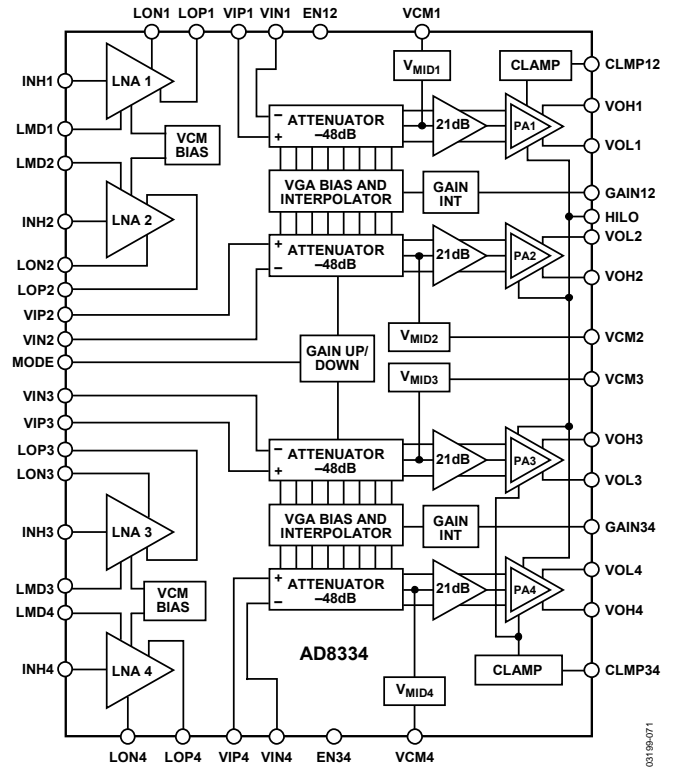 LON1 LOP1 VIP1 VIN1 EN12 VCM1
INH1
LNA 1
VMID1
CLAMP
CLMP12
VOH1
LMD1
–
+
ATTENUATOR
–48dB
21dB
PA1
VOL1
VCM
BIAS
LMD2
VGA BIAS AND
INTERPOLATOR
GAIN
INT
GAIN12
HILO
INH2
LNA 2
+
–
ATTENUATOR
–48dB
21dB
PA2
VOL2
LON2
VOH2
LOP2
VIP2
VIN2
VMID2
VCM2
MODE
GAIN UP/
DOWN
VMID3
VCM3
VIN3
VIP3
LOP3
–
+
ATTENUATOR
–48dB
21dB
PA3
VOH3
LON3
VOL3
INH3
LNA 3
VGA BIAS AND
INTERPOLATOR
GAIN
INT
GAIN34
LMD3
VCM
BIAS
LMD4
+
–
ATTENUATOR
–48dB
21dB
PA4
VOL4
VOH4
INH4
LNA 4
AD8334
CLAMP
CLMP34
VMID4
LON4 LOP4 VIP4 VIN4 EN34 VCM4
03199-071